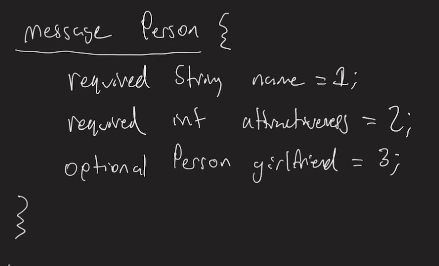 message Person {
required String name = 1;
required int attractiveness = 2;
optional Person girlfriend = 3;
}